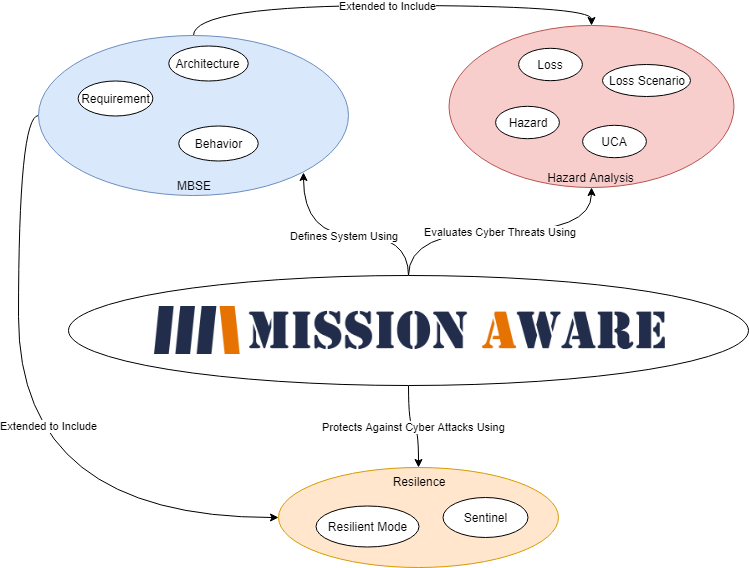 Extended to Include
Architecture
Requirement
Behavior
MBSE
Loss
Loss Scenario
Hazard
UCA
Hazard Analysis
Defines System Using
Evaluates Cyber Threats Using
MISSION AWARE
Extended to Include
Protects Against Cyber Attacks Using
Resilence
Resilient Mode
Sentinel